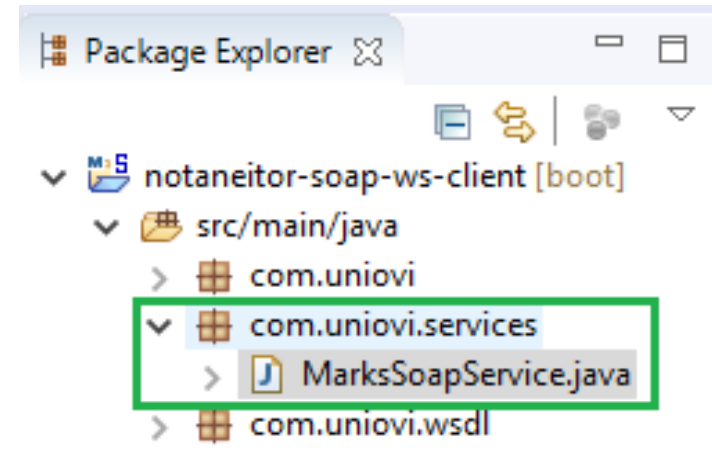 Package Explorer
M S
notaneitor-soap-ws-client [boot]
src/main/java
com.uniovi
com.uniovi.services
J MarksSoapService.java
com.uniovi.wsdl